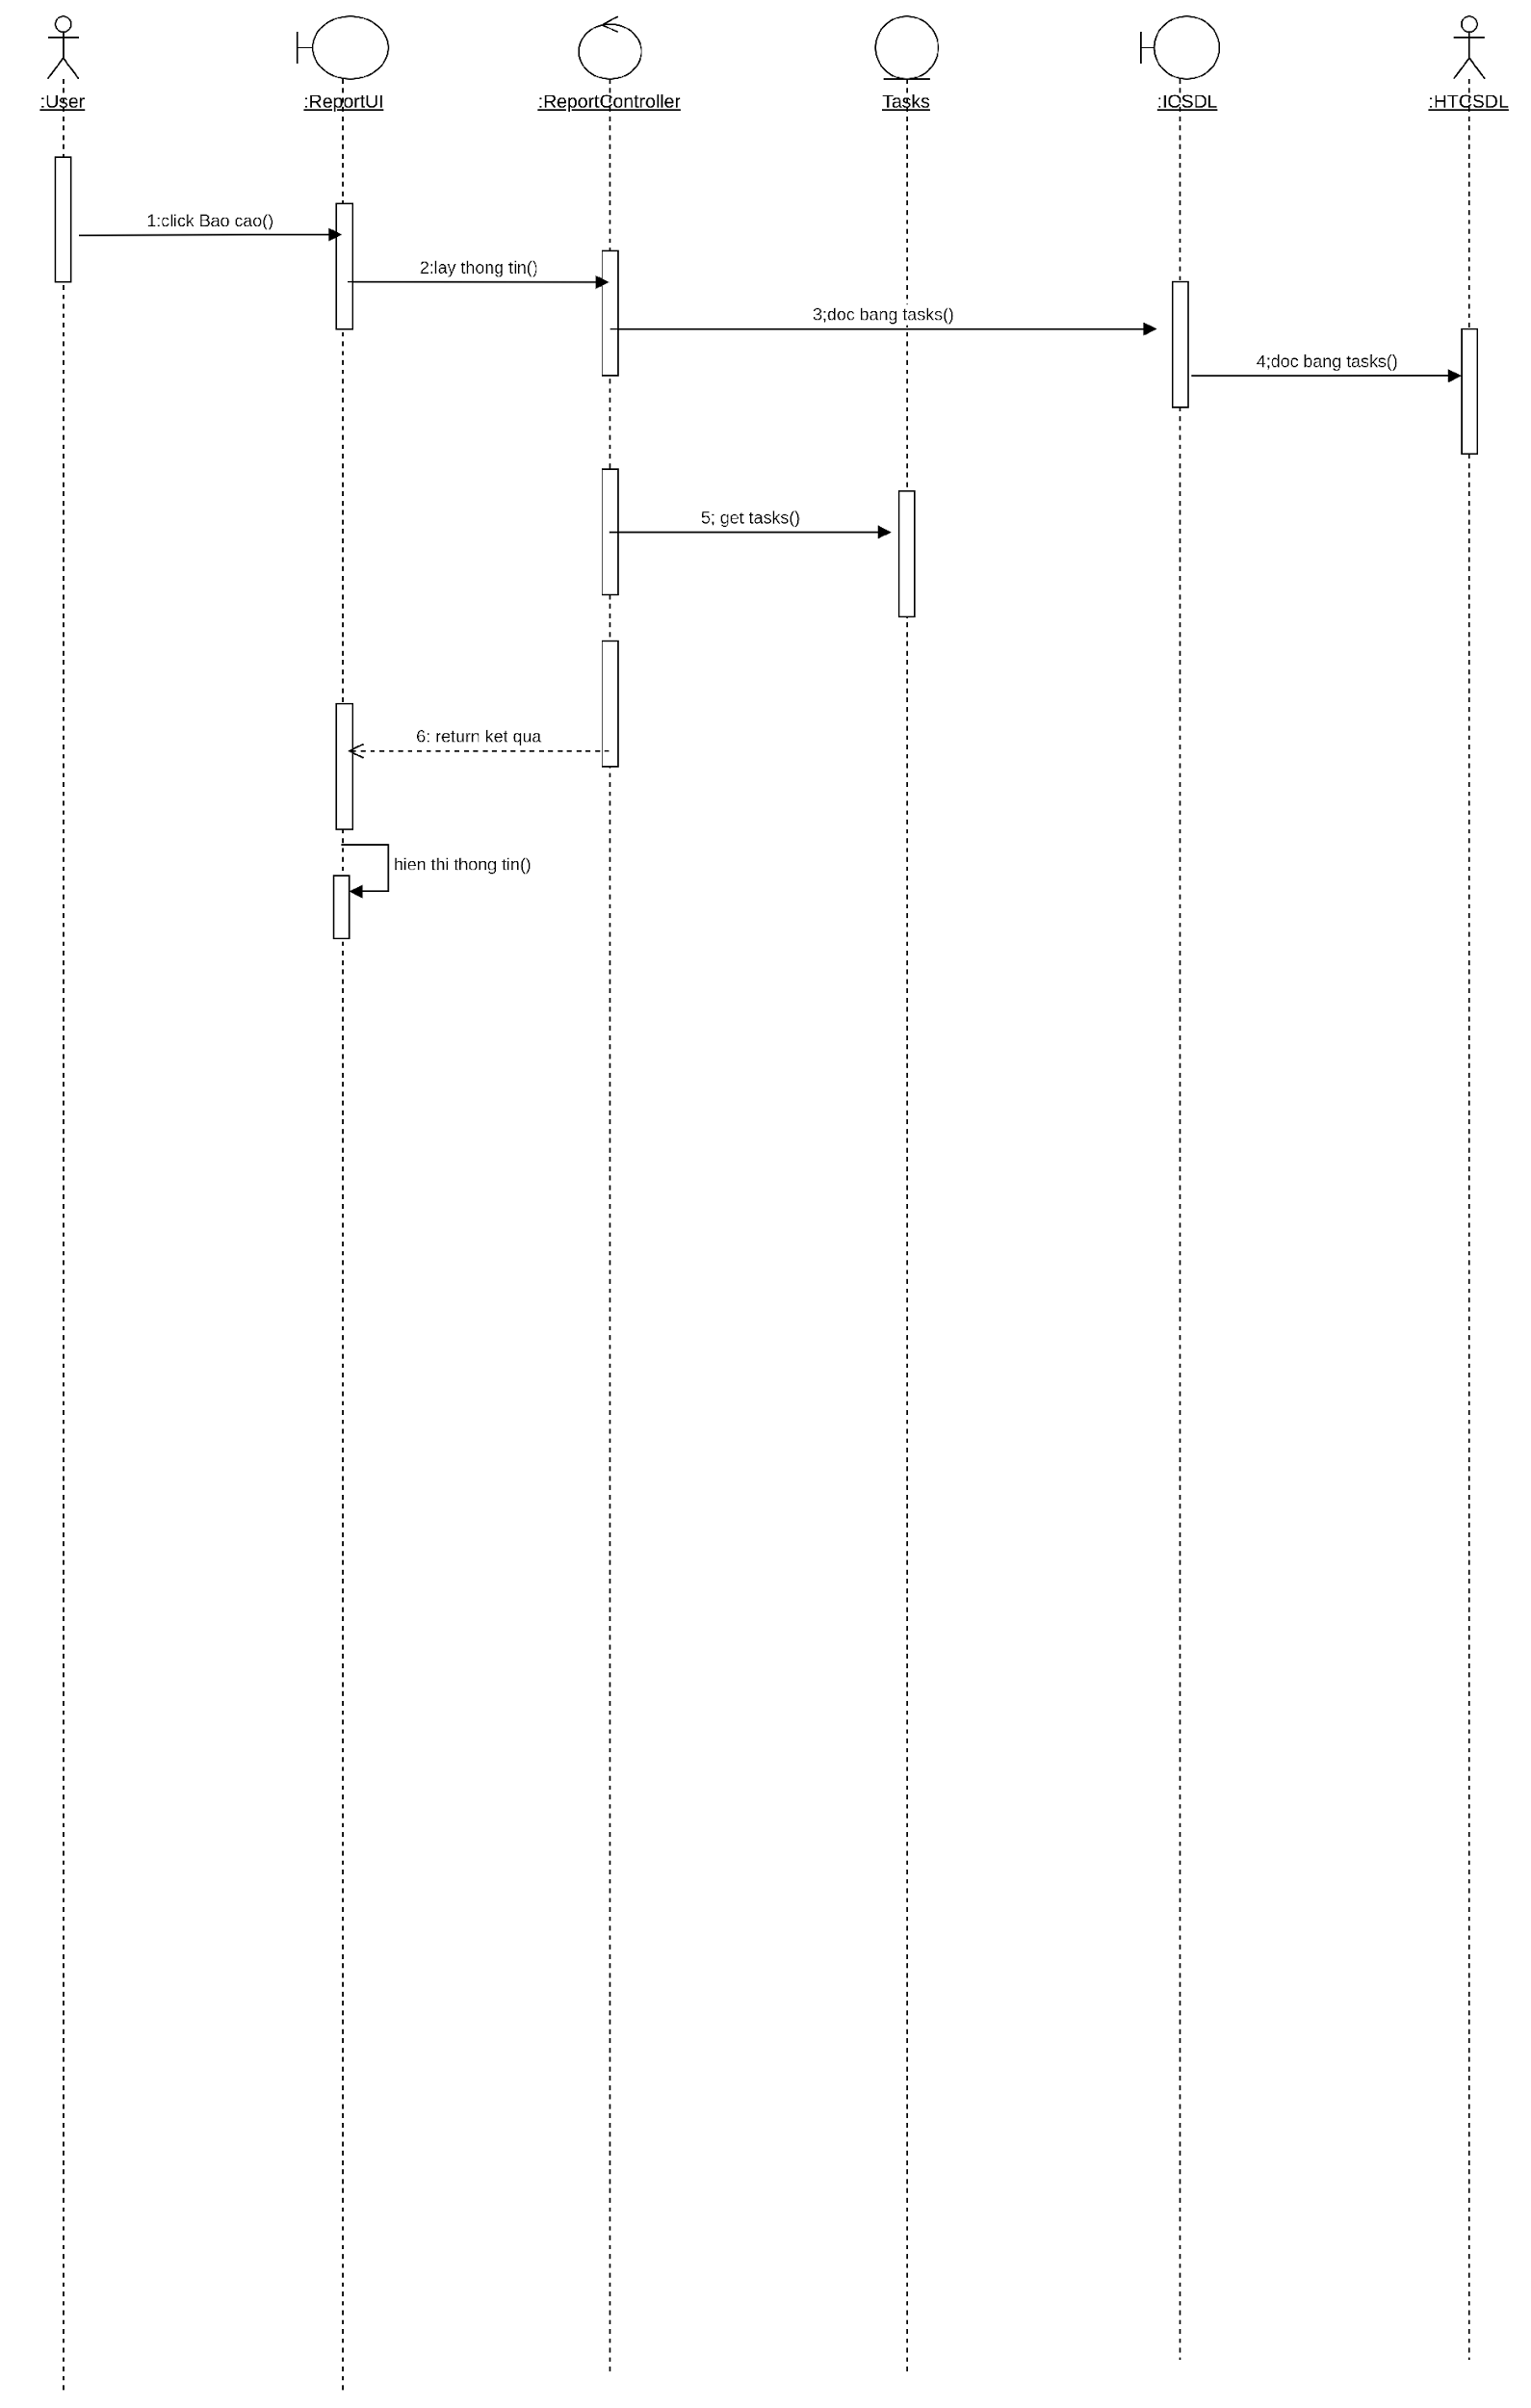 :User
:ReportUI
:ReportController
Tasks
:ICSDL
:HTCSDL
1:click Bao cao()
2:lay thong tin()
3;doc bang tasks()
4;doc bang tasks()
5; get tasks()
6: return ket qua
hien thi thong tin()